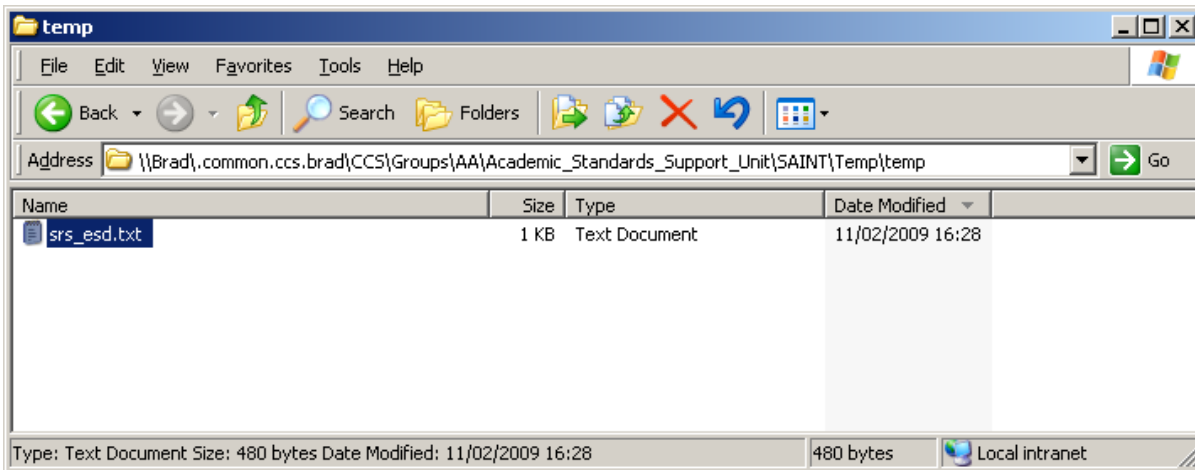 temp
File Edit View Favorites Tools Help
Back Search Folders
Address \\Brad\.common.ccs.brad\CCS\Groups\AA\Academic_Standards_Support_Unit\SAINT\Temp\temp Go
Name Size Type Date Modified
srs_esd.txt 1 KB Text Document 11/02/2009 16:28
Type: Text Document Size: 480 bytes Date Modified: 11/02/2009 16:28 480 bytes Local intranet